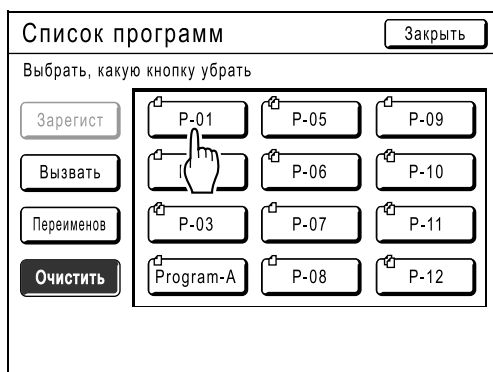 Список программ
Закрыть
Выбрать, какую кнопку убрать
Зарегист
P-01
P-05
P-09
Вызвать
P-06
P-10
Переименов
P-03
P-07
P-11
Очистить
Program-A
P-08
P-12